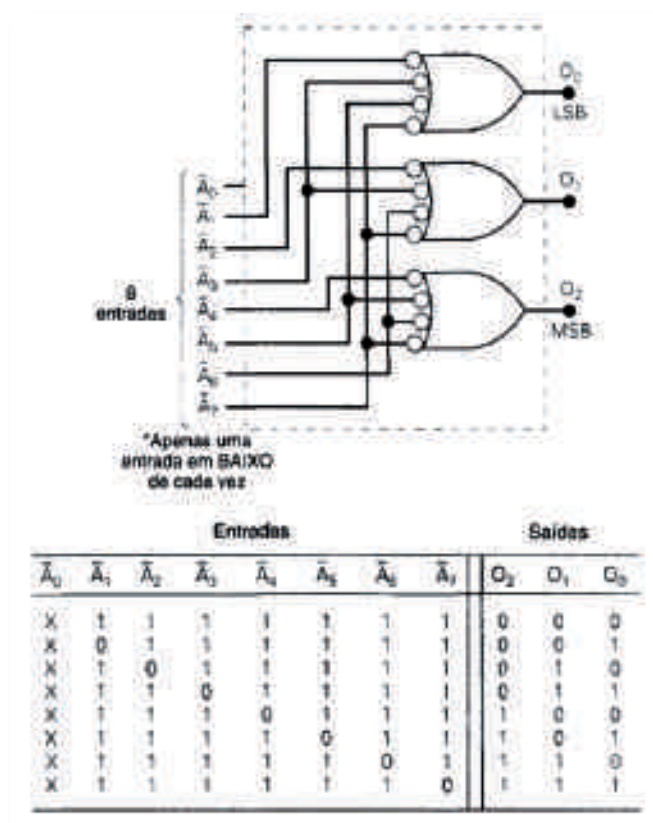 O₀
LSB
Ā₀
Ā₁
O₁
Ā₂
8
entradas
Ā₃
O₂
Ā₄
MSB
Ā₅
Ā₆
Ā₇
*Apenas uma
entrada em BAIXO
de cada vez
Entradas Saídas
Ā₀ Ā₁ Ā₂ Ā₃ Ā₄ Ā₅ Ā₆ Ā₇ O₂ O₁ O₀
X 1 1 1 1 1 1 1 0 0 0
X 0 1 1 1 1 1 1 0 0 1
X 1 0 1 1 1 1 1 0 1 0
X 1 1 0 1 1 1 1 0 1 1
X 1 1 1 0 1 1 1 1 0 0
X 1 1 1 1 0 1 1 1 0 1
X 1 1 1 1 1 0 1 1 1 0
X 1 1 1 1 1 1 0 1 1 1